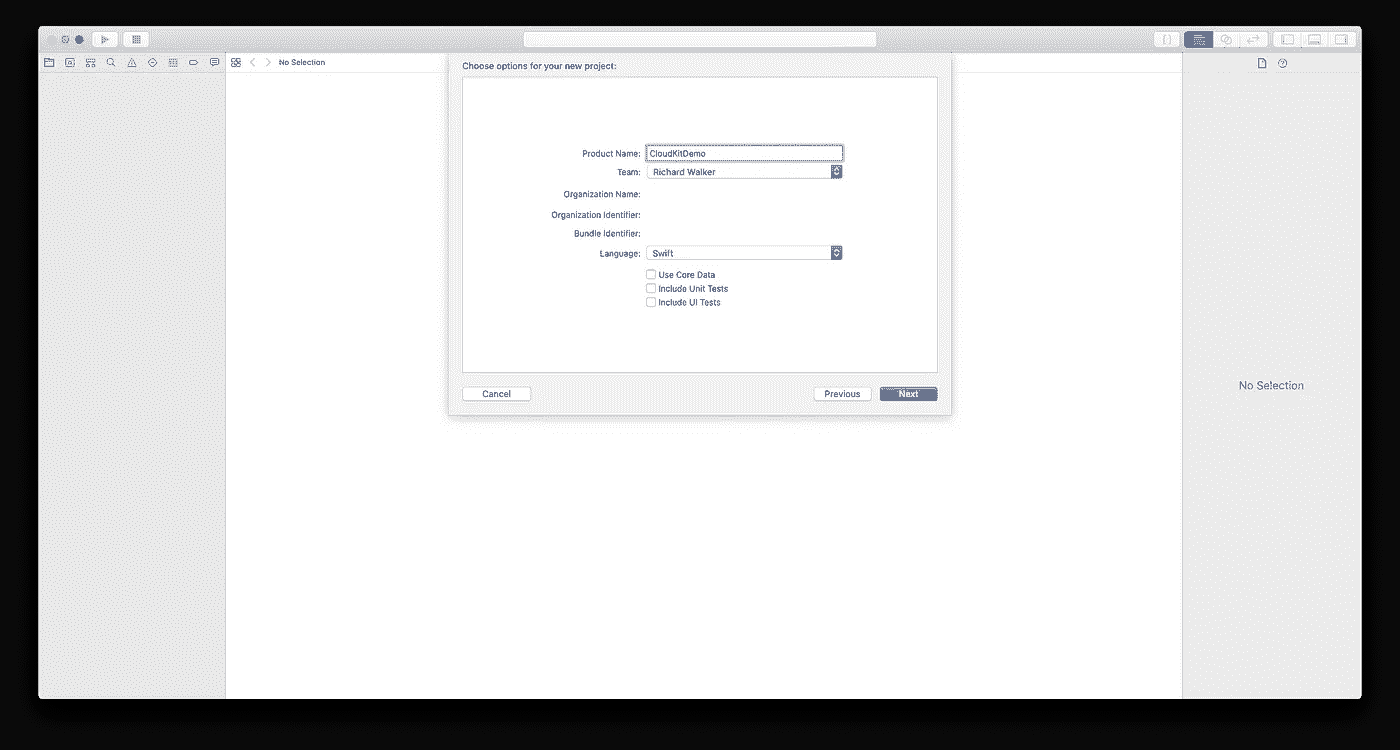 No Selection
Choose options for your new project:
Product Name: CloudKitDemo
Team: Richard Walker
Organization Name:
Organization Identifier:
Bundle Identifier:
Language: Swift
Use Core Data
Include Unit Tests
Include UI Tests
Cancel Previous Next
No Selection